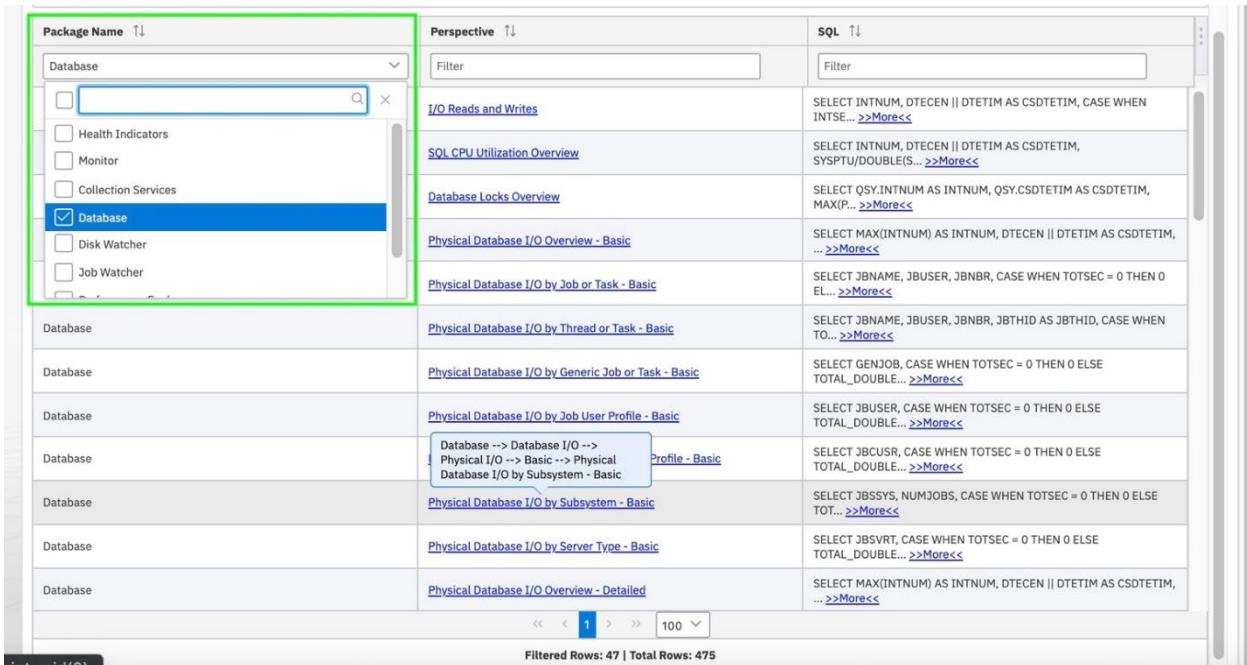 Package Name Perspective SQL
Database Filter Filter
I/O Reads and Writes
SELECT INTNUM, DTECEN || DTETIM AS CSDTETIM, CASE WHEN
INTSE... >>More<<
Health Indicators
Monitor
SQL CPU Utilization Overview
SELECT INTNUM, DTECEN || DTETIM AS CSDTETIM,
SYSPTU/DOUBLE(S... >>More<<
Collection Services
Database Locks Overview
SELECT QSY.INTNUM AS INTNUM, QSY.CSDTETIM AS CSDTETIM,
MAX(P... >>More<<
Database
Disk Watcher
Physical Database I/O Overview - Basic
SELECT MAX(INTNUM) AS INTNUM, DTECEN || DTETIM AS CSDTETIM,
... >>More<<
Job Watcher
Physical Database I/O by Job or Task - Basic
SELECT JBNAME, JBUSER, JBNBR, CASE WHEN TOTSEC = 0 THEN 0
EL... >>More<<
Database
Physical Database I/O by Thread or Task - Basic
SELECT JBNAME, JBUSER, JBNBR, JBTHID AS JBTHID, CASE WHEN
TO... >>More<<
Database
Physical Database I/O by Generic Job or Task - Basic
SELECT GENJOB, CASE WHEN TOTSEC = 0 THEN 0 ELSE
TOTAL_DOUBLE... >>More<<
Database
Physical Database I/O by Job User Profile - Basic
SELECT JBUSER, CASE WHEN TOTSEC = 0 THEN 0 ELSE
TOTAL_DOUBLE... >>More<<
Database --> Database I/O -->
Physical I/O --> Basic --> Physical
Database I/O by Subsystem - Basic
Database
Profile - Basic
SELECT JBCUSR, CASE WHEN TOTSEC = 0 THEN 0 ELSE
TOTAL_DOUBLE... >>More<<
Database
Physical Database I/O by Subsystem - Basic
SELECT JBSSYS, NUMJOBS, CASE WHEN TOTSEC = 0 THEN 0 ELSE
TOT... >>More<<
Database
Physical Database I/O by Server Type - Basic
SELECT JBSVRT, CASE WHEN TOTSEC = 0 THEN 0 ELSE
TOTAL_DOUBLE... >>More<<
Database
Physical Database I/O Overview - Detailed
SELECT MAX(INTNUM) AS INTNUM, DTECEN || DTETIM AS CSDTETIM,
... >>More<<
<< < 1 > >> 100
Filtered Rows: 47 | Total Rows: 475